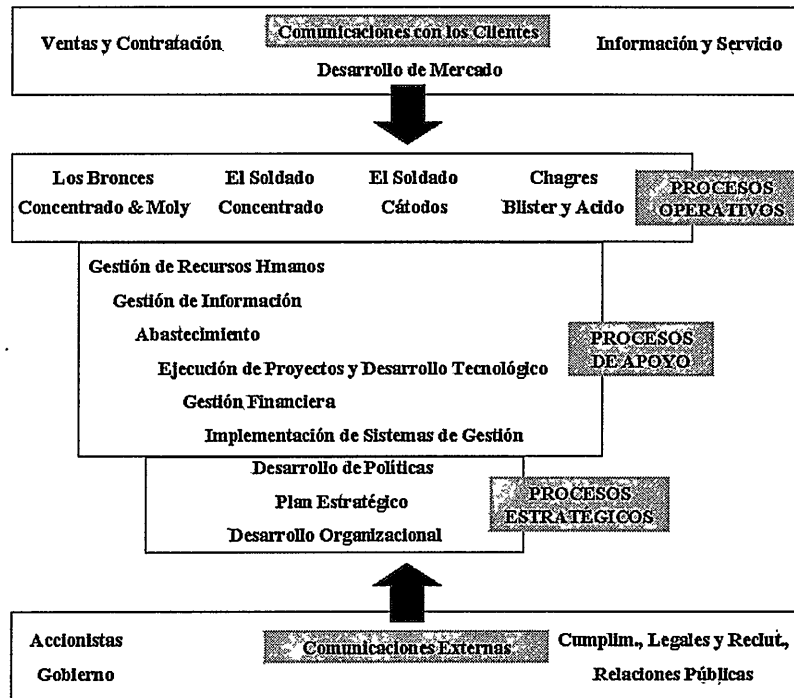 Ventas y Contratación
Comunicaciones con los Clientes
Información y Servicio
Desarrollo de Mercado
Los Bronces
Concentrado & Moly
El Soldado
Concentrado
El Soldado
Cátodos
Chagres
Blister y Acido
PROCESOS
OPERATIVOS
Gestión de Recursos Hmanos
Gestión de Información
Abastecimiento
Ejecución de Proyectos y Desarrollo Tecnológico
Gestión Financiera
Implementación de Sistemas de Gestión
PROCESOS
DE APOYO
Desarrollo de Políticas
Plan Estratégico
Desarrollo Organizacional
PROCESOS
ESTRATÉGICOS
Accionistas
Gobierno
Comunicaciones Externas
Cumplim., Legales y Reclut.,
Relaciones Públicas